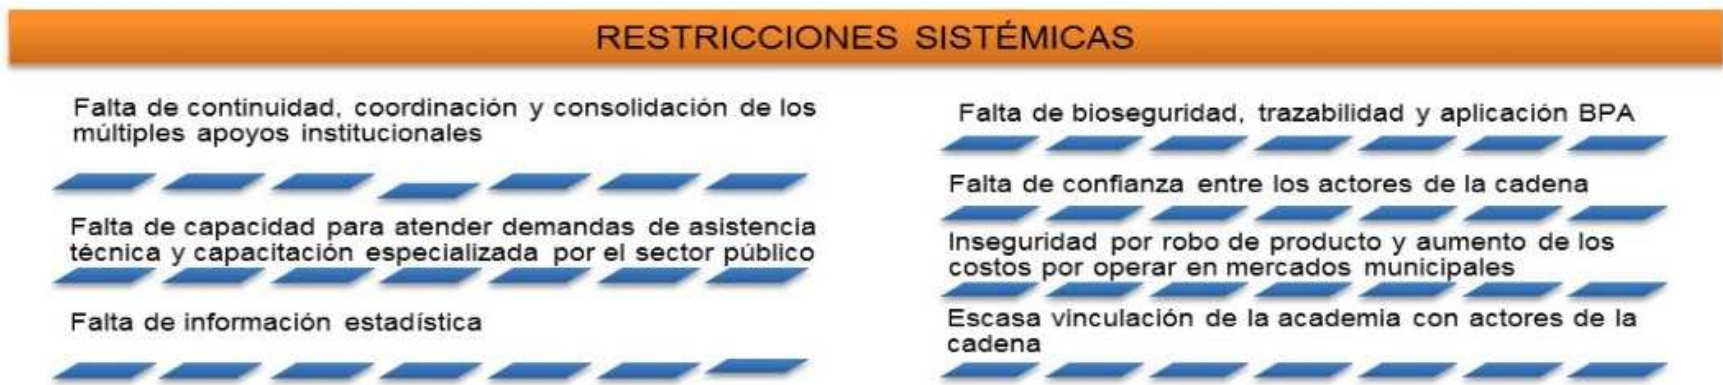 RESTRICCIONES SISTÉMICAS
Falta de continuidad, coordinación y consolidación de los
múltiples apoyos institucionales
Falta de capacidad para atender demandas de asistencia
técnica y capacitación especializada por el sector público
Falta de información estadística
Falta de bioseguridad, trazabilidad y aplicación BPA
Falta de confianza entre los actores de la cadena
Inseguridad por robo de producto y aumento de los
costos por operar en mercados municipales
Escasa vinculación de la academia con actores de la
cadena